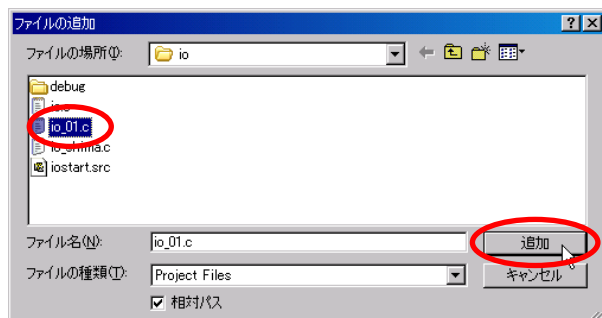 ファイルの追加
ファイルの場所(I):
io
debug
io.c
io_01.c
io_shima.c
iostart.src
ファイル名(N):
io_01.c
追加
ファイルの種類(T):
Project Files
キャンセル
相対パス